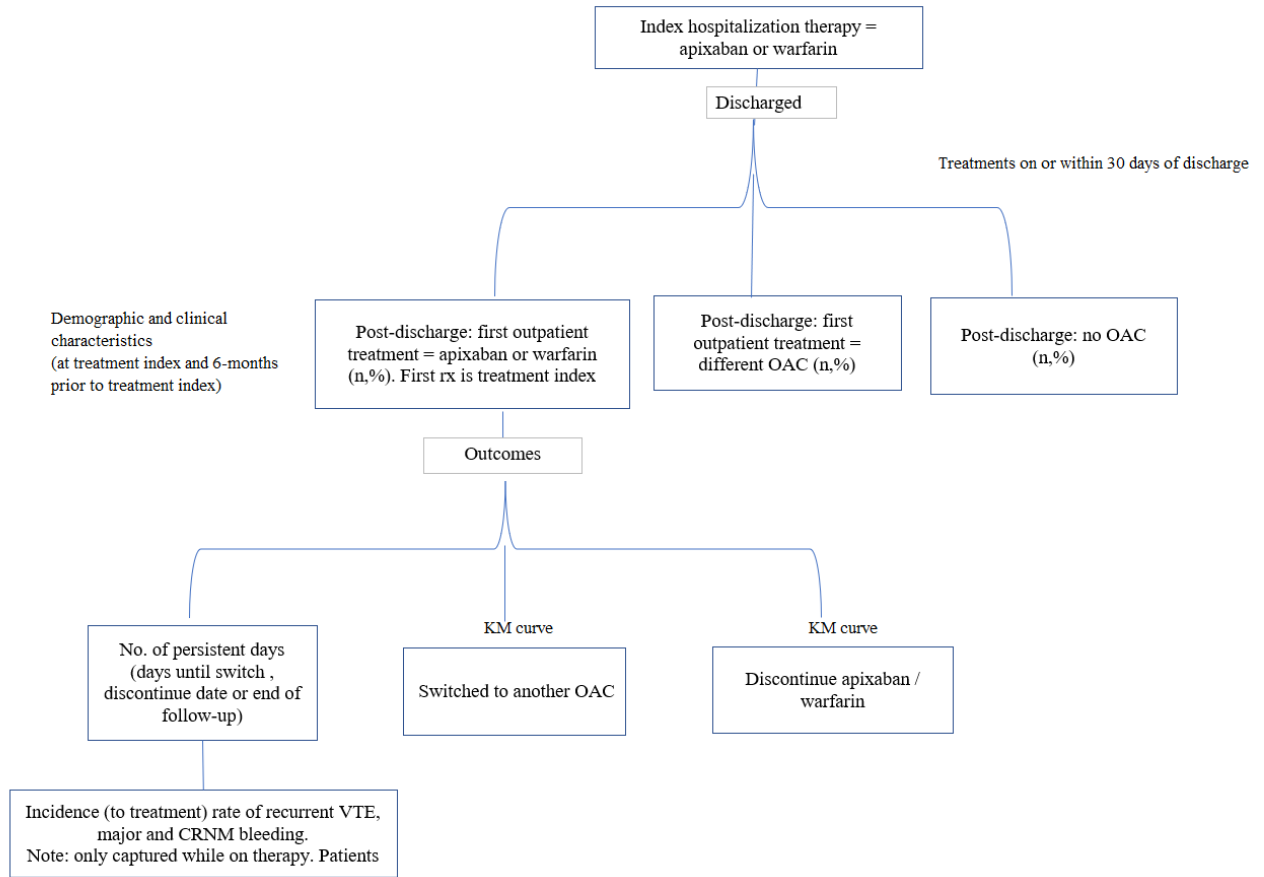 Index hospitalization therapy =
apixaban or warfarin
Discharged
Treatments on or within 30 days of discharge
Demographic and clinical
characteristics
(at treatment index and 6-months
prior to treatment index)
Post-discharge: first outpatient
treatment = apixaban or warfarin
(n,%). First rx is treatment index
Post-discharge: first
outpatient treatment =
different OAC (n,%)
Post-discharge: no OAC
(n,%)
Outcomes
No. of persistent days
(days until switch ,
discontinue date or end of
follow-up)
KM curve
Switched to another OAC
KM curve
Discontinue apixaban /
warfarin
Incidence (to treatment) rate of recurrent VTE,
major and CRNM bleeding.
Note: only captured while on therapy. Patients